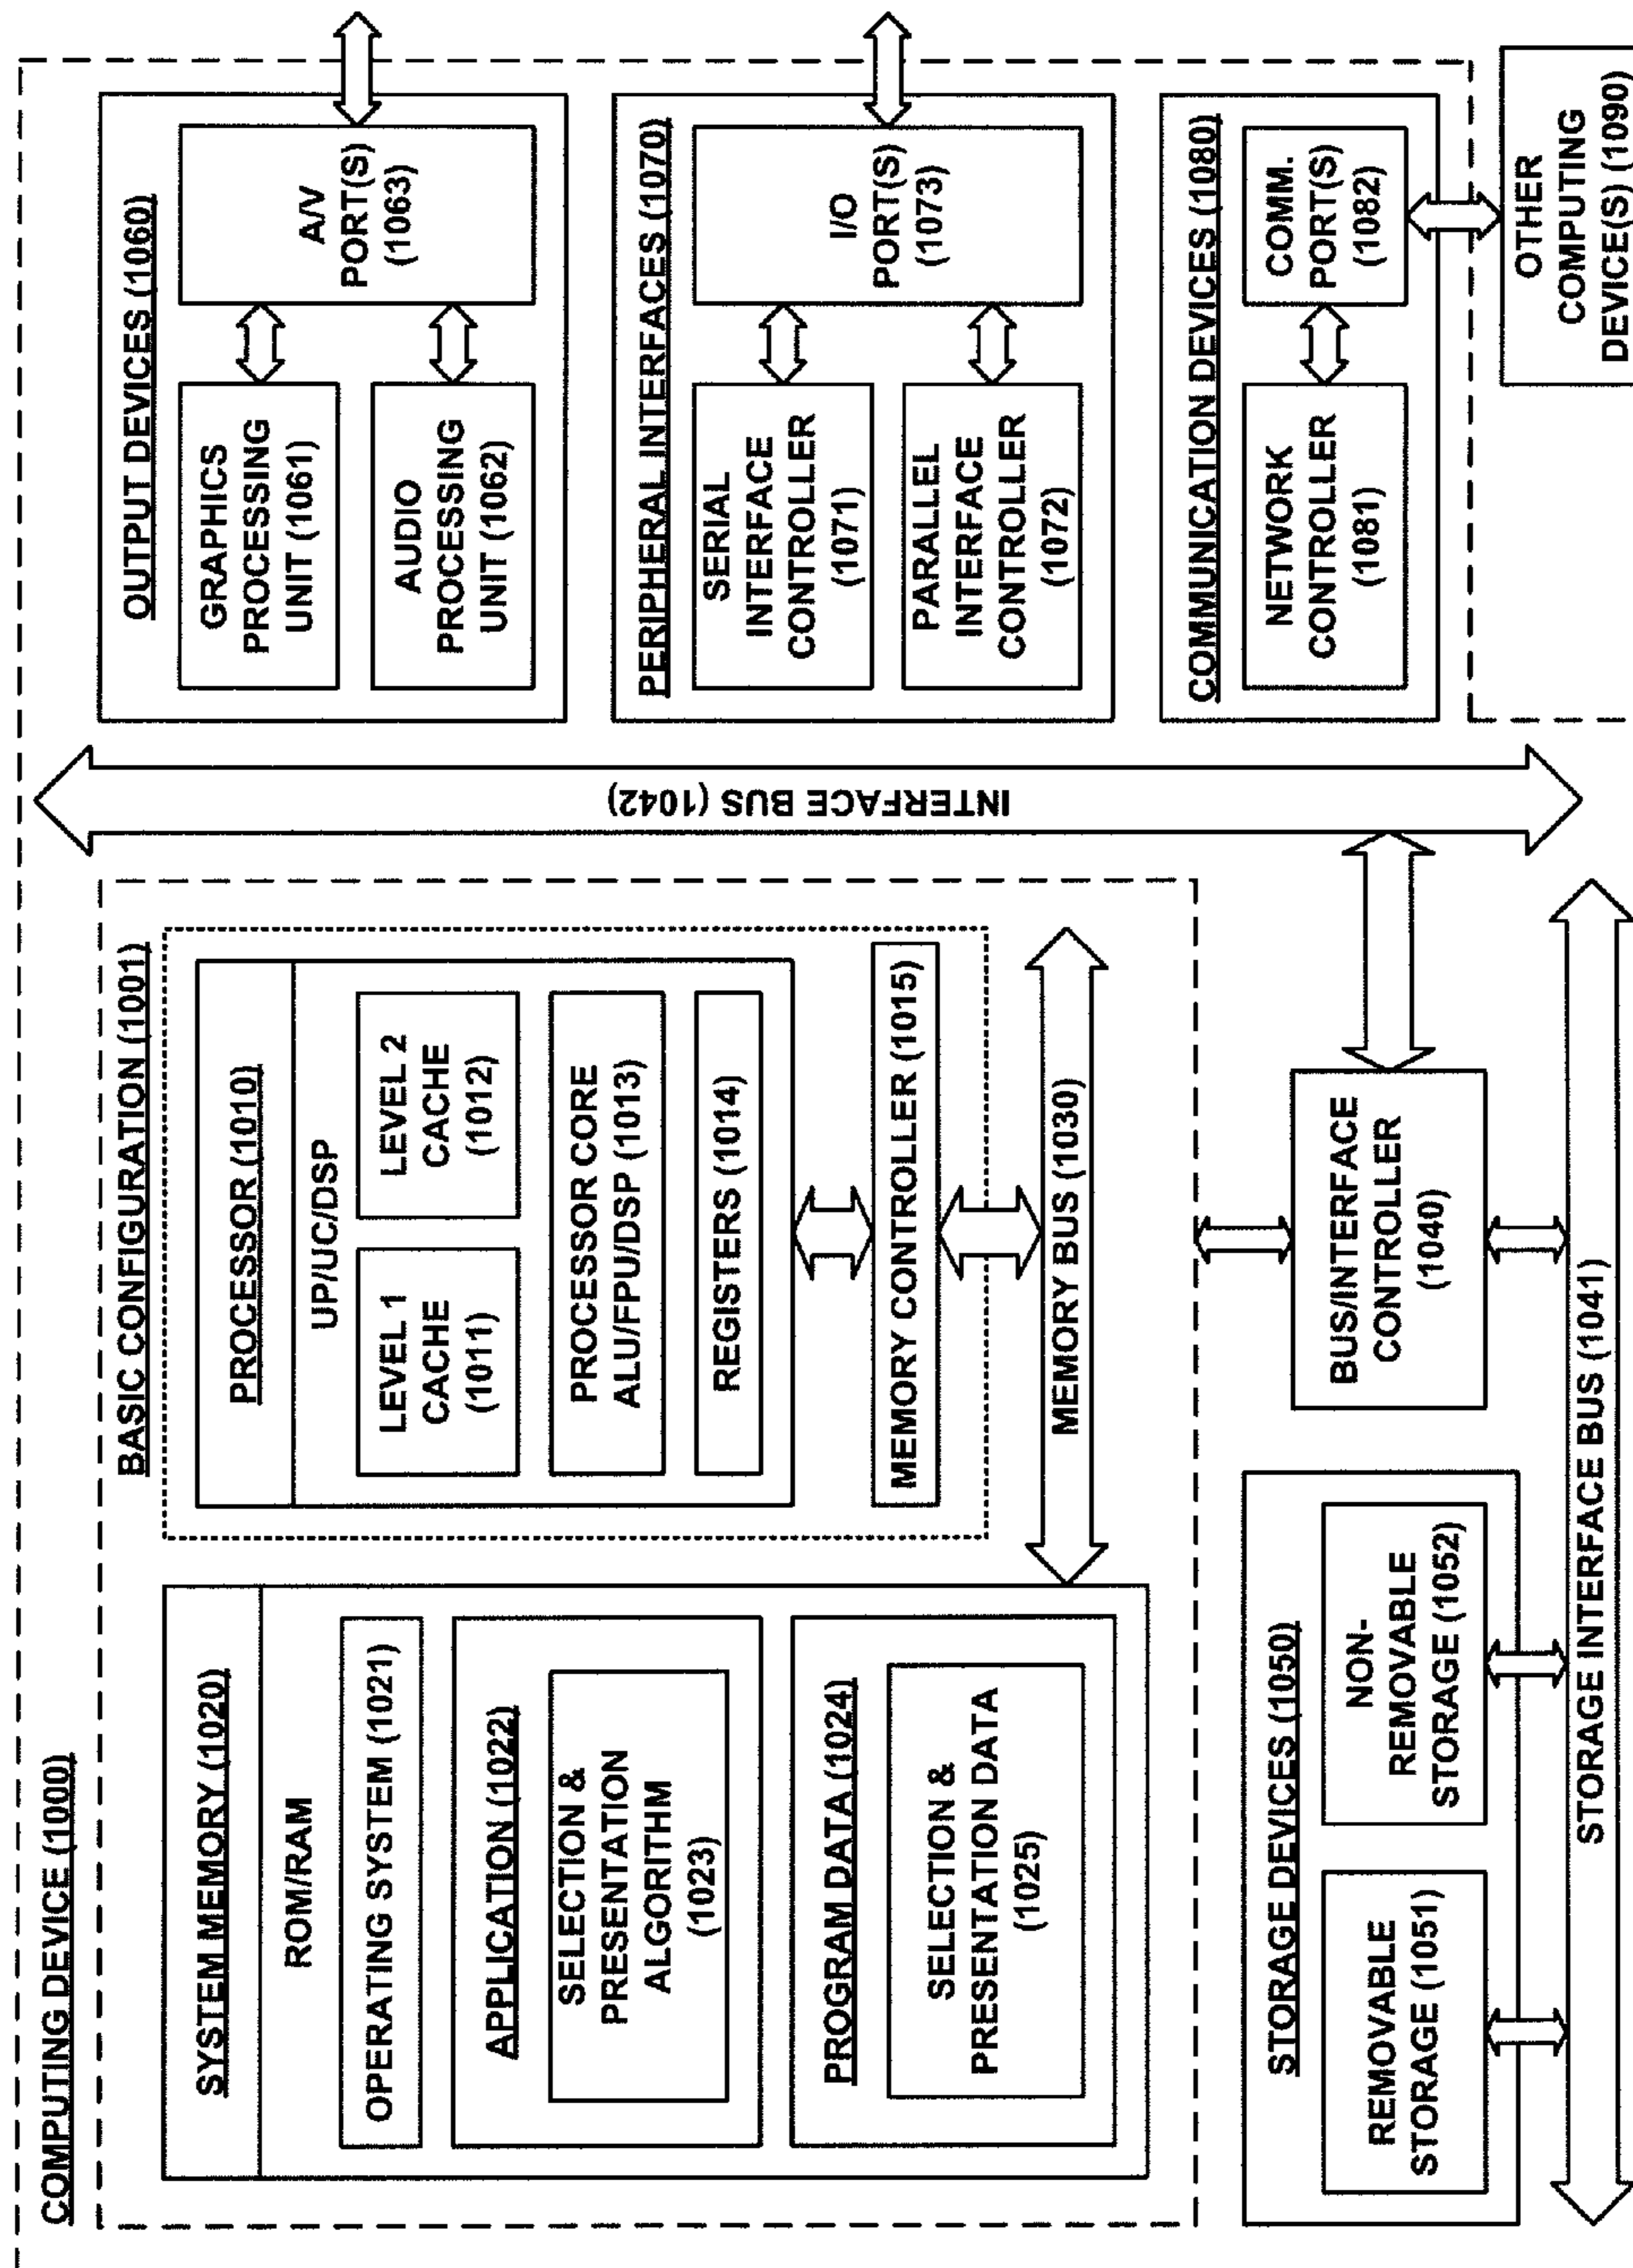 COMPUTING DEVICE (1000)
BASIC CONFIGURATION (1001)
SYSTEM MEMORY (1020)
ROM/RAM
OPERATING SYSTEM (1021)
APPLICATION (1022)
SELECTION &
PRESENTATION
ALGORITHM
(1023)
PROGRAM DATA (1024)
SELECTION &
PRESENTATION DATA
(1025)
PROCESSOR (1010)
UP/UC/DSP
LEVEL 1
CACHE
(1011)
LEVEL 2
CACHE
(1012)
PROCESSOR CORE
ALU/FPU/DSP (1013)
REGISTERS (1014)
MEMORY CONTROLLER (1015)
MEMORY BUS (1030)
BUS/INTERFACE
CONTROLLER
(1040)
STORAGE DEVICES (1050)
REMOVABLE
STORAGE (1051)
NON-
REMOVABLE
STORAGE (1052)
STORAGE INTERFACE BUS (1041)
INTERFACE BUS (1042)
OUTPUT DEVICES (1060)
GRAPHICS
PROCESSING
UNIT (1061)
AUDIO
PROCESSING
UNIT (1062)
A/V
PORT(S)
(1063)
PERIPHERAL INTERFACES (1070)
SERIAL
INTERFACE
CONTROLLER
(1071)
PARALLEL
INTERFACE
CONTROLLER
(1072)
I/O
PORT(S)
(1073)
COMMUNICATION DEVICES (1080)
NETWORK
CONTROLLER
(1081)
COMM.
PORT(S)
(1082)
OTHER
COMPUTING
DEVICE(S) (1090)